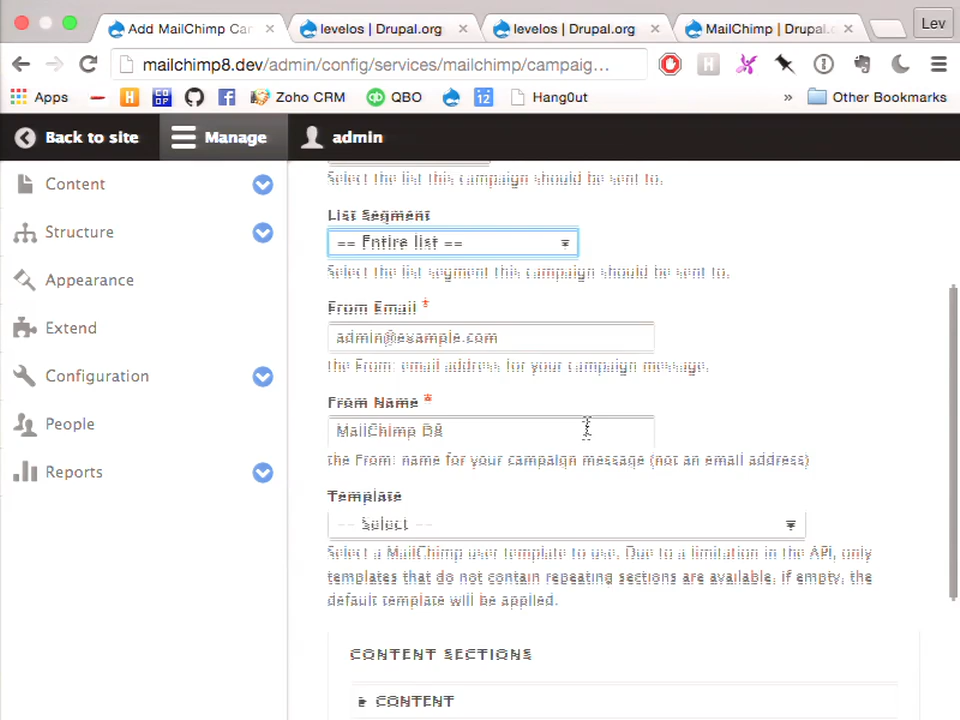 Add MailChimp Car
levelos | Drupal.org
levelos | Drupal.org
MailChimp | Drupal.o
Lev
mailchimp8.dev/admin/config/services/mailchimp/campaig...
Apps
Zoho CRM
QBO
12
Hang0ut
» Other Bookmarks
Back to site
Manage
admin
Content
Structure
Appearance
Extend
Configuration
People
Reports
Select the list this campaign should be sent to.
List Segment
== Entire list ==
Select the list segment this campaign should be sent to.
From Email *
admin@example.com
the From: email address for your campaign message.
From Name *
MailChimp D8
the From: name for your campaign message (not an email address)
Template
-- Select --
Select a MailChimp user template to use. Due to a limitation in the API, only
templates that do not contain repeating sections are available. If empty, the
default template will be applied.
CONTENT SECTIONS
CONTENT